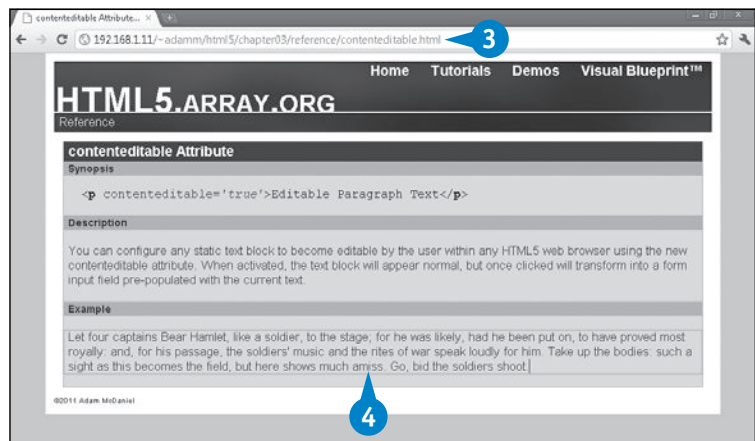 contenteditable Attribute...
192.168.1.11/~adamm/html5/chapter03/reference/contenteditable.html
3
Home Tutorials Demos Visual Blueprint™
HTML5.ARRAY.ORG
Reference
contenteditable Attribute
Synopsis
<p contenteditable='true'>Editable Paragraph Text</p>
Description
You can configure any static text block to become editable by the user within any HTML5 web browser using the new
contenteditable attribute. When activated, the text block will appear normal, but once clicked will transform into a form
input field pre-populated with the current text.
Example
Let four captains Bear Hamlet, like a soldier, to the stage; for he was likely, had he been put on, to have proved most
royally: and, for his passage, the soldiers' music and the rites of war speak loudly for him. Take up the bodies: such a
sight as this becomes the field, but here shows much amiss. Go, bid the soldiers shoot.
4
©2011 Adam McDaniel